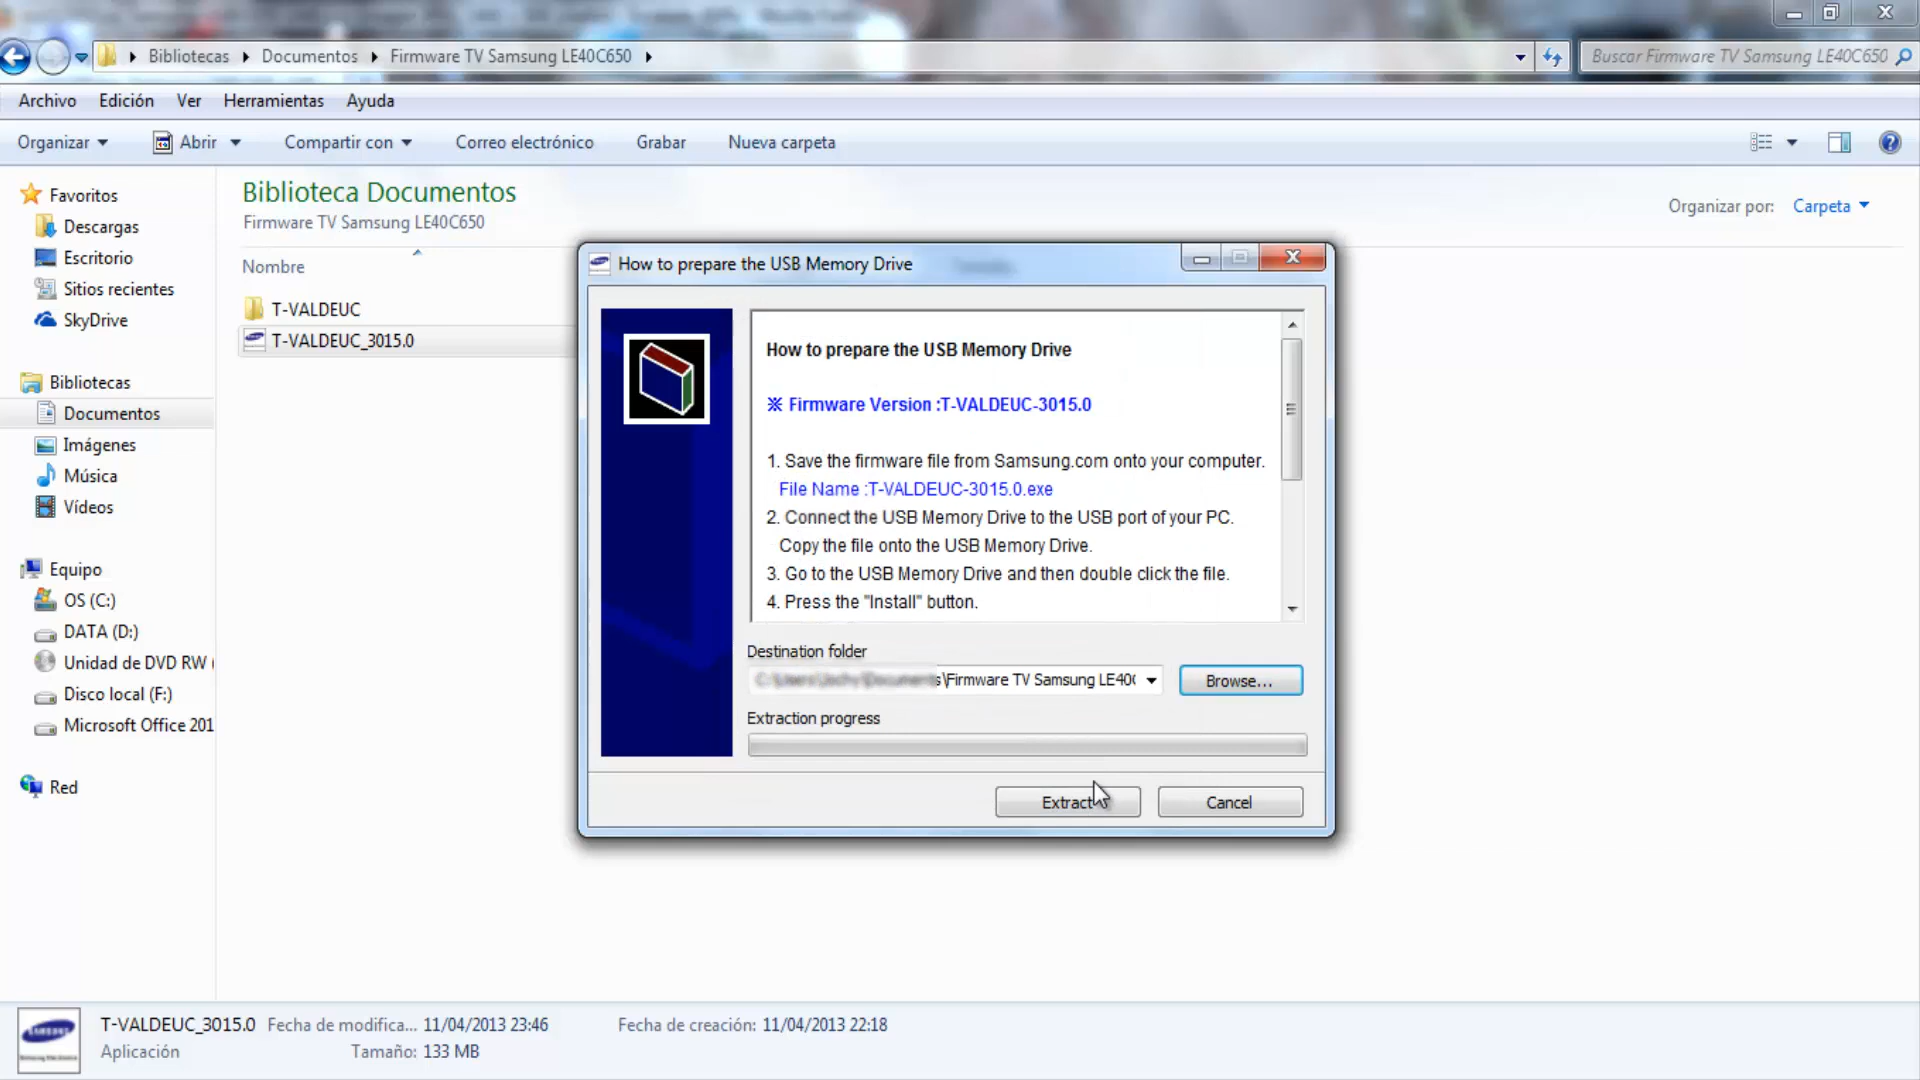 Bibliotecas Documentos Firmware TV Samsung LE40C650
Buscar Firmware TV Samsung LE40C650
Archivo Edición Ver Herramientas Ayuda
Organizar Abrir Compartir con Correo electrónico Grabar Nueva carpeta
Favoritos
Descargas
Escritorio
Sitios recientes
SkyDrive
Bibliotecas
Documentos
Imágenes
Música
Vídeos
Equipo
OS (C:)
DATA (D:)
Unidad de DVD RW (
Disco local (F:)
Microsoft Office 201
Red
Biblioteca Documentos
Firmware TV Samsung LE40C650
Organizar por: Carpeta
Nombre
T-VALDEUC
T-VALDEUC_3015.0
How to prepare the USB Memory Drive
How to prepare the USB Memory Drive
※ Firmware Version :T-VALDEUC-3015.0
1. Save the firmware file from Samsung.com onto your computer.
File Name :T-VALDEUC-3015.0.exe
2. Connect the USB Memory Drive to the USB port of your PC.
Copy the file onto the USB Memory Drive.
3. Go to the USB Memory Drive and then double click the file.
4. Press the "Install" button.
Destination folder
s\Firmware TV Samsung LE40(
Browse...
Extraction progress
Extract
Cancel
SAMSUNG
T-VALDEUC_3015.0 Fecha de modifica... 11/04/2013 23:46 Fecha de creación: 11/04/2013 22:18
Aplicación Tamaño: 133 MB